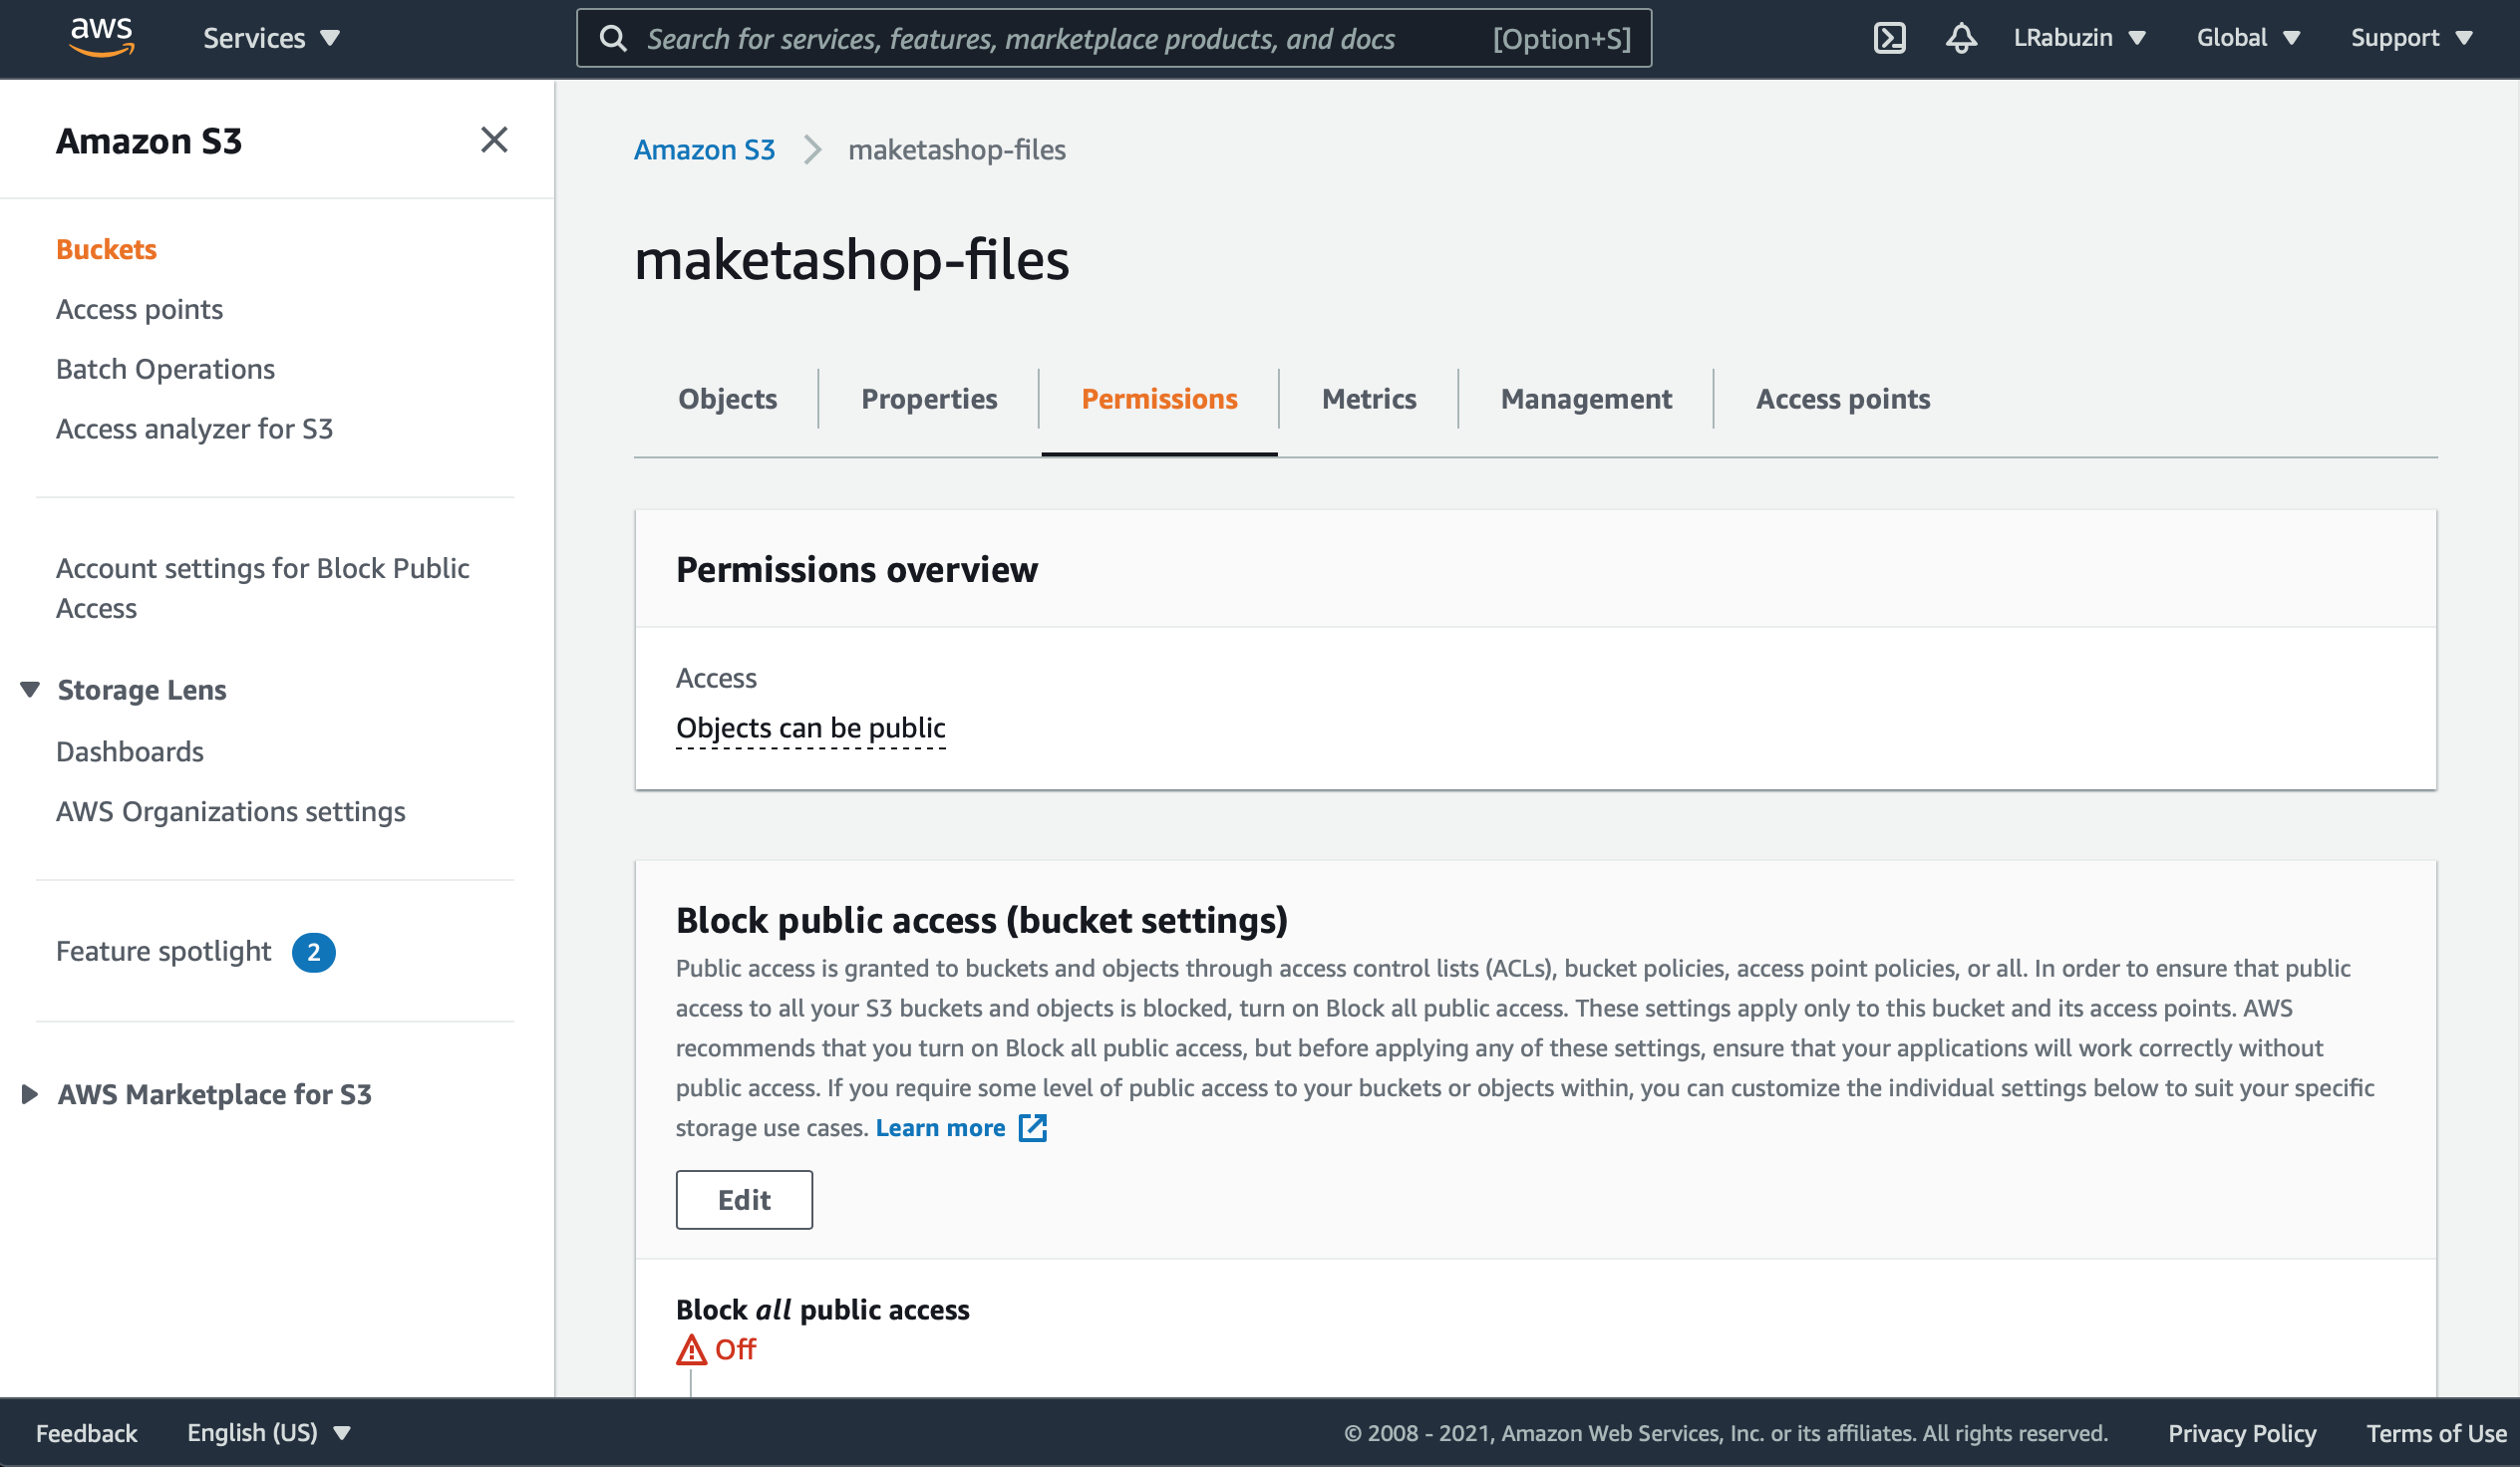 aws
Services
Search for services, features, marketplace products, and docs [Option+S]
LRabuzin
Global
Support
Amazon S3
Buckets
Access points
Batch Operations
Access analyzer for S3
Account settings for Block Public
Access
Storage Lens
Dashboards
AWS Organizations settings
Feature spotlight 2
AWS Marketplace for S3
Amazon S3 maketashop-files
maketashop-files
Objects
Properties
Permissions
Metrics
Management
Access points
Permissions overview
Access
Objects can be public
Block public access (bucket settings)
Public access is granted to buckets and objects through access control lists (ACLs), bucket policies, access point policies, or all. In order to ensure that public
access to all your S3 buckets and objects is blocked, turn on Block all public access. These settings apply only to this bucket and its access points. AWS
recommends that you turn on Block all public access, but before applying any of these settings, ensure that your applications will work correctly without
public access. If you require some level of public access to your buckets or objects within, you can customize the individual settings below to suit your specific
storage use cases. Learn more
Edit
Block all public access
Off
Feedback
English (US)
© 2008 - 2021, Amazon Web Services, Inc. or its affiliates. All rights reserved.
Privacy Policy
Terms of Use